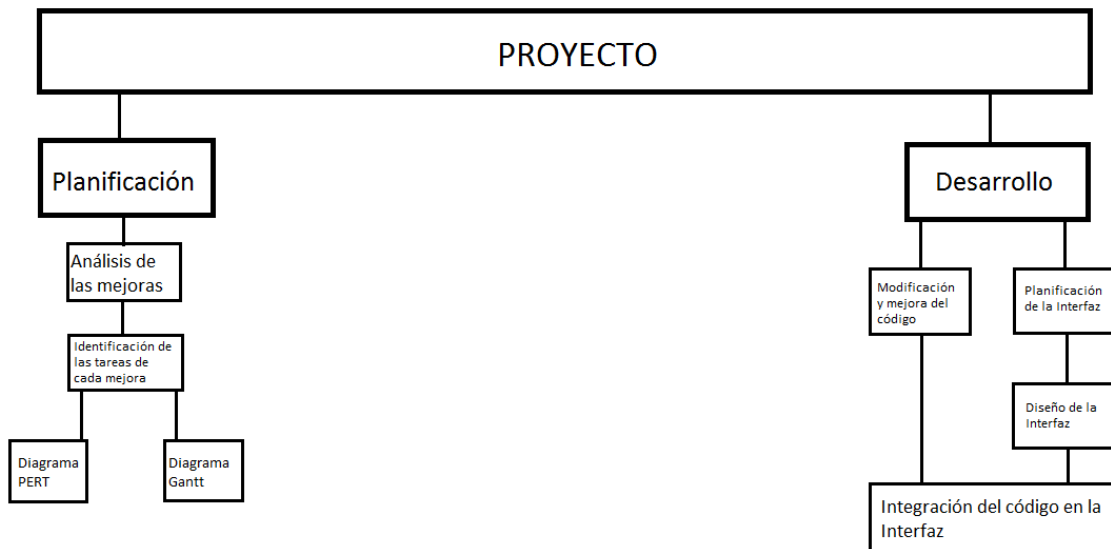 PROYECTO
Planificación
Análisis de
las mejoras
Identificación de
las tareas de
cada mejora
Diagrama
PERT
Diagrama
Gantt
Desarrollo
Modificación
y mejora del
código
Planificación
de la Interfaz
Diseño de la
Interfaz
Integración del código en la
Interfaz